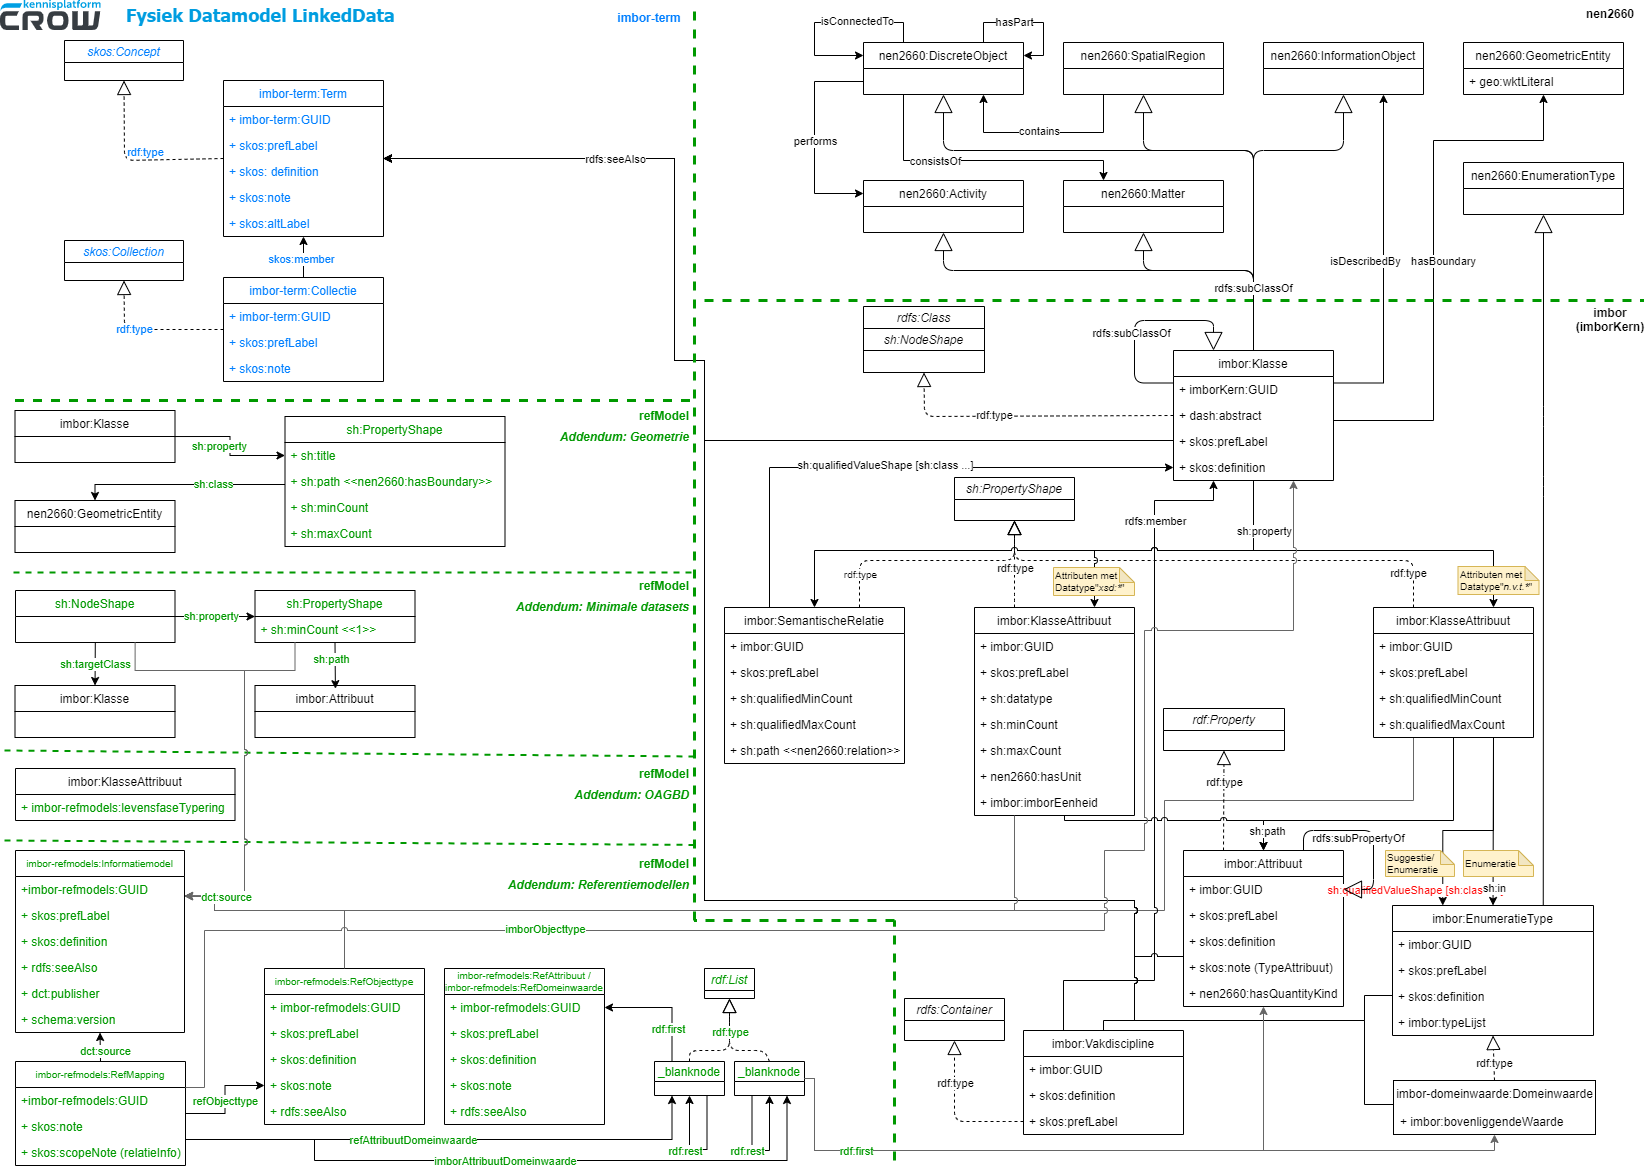 kennisplatform
CROW
Fysiek Datamodel LinkedData
imbor-term
nen2660
skos:Concept
rdf:type
imbor-term:Term
+ imbor-term:GUID
+ skos:prefLabel
+ skos: definition
+ skos:note
+ skos:altLabel
rdfs:seeAlso
skos:Collection
skos:member
rdf:type
imbor-term:Collectie
+ imbor-term:GUID
+ skos:prefLabel
+ skos:note
isConnectedTo
hasPart
nen2660:DiscreteObject
nen2660:SpatialRegion
nen2660:InformationObject
nen2660:GeometricEntity
+ geo:wktLiteral
performs
contains
consistsOf
nen2660:Activity
nen2660:Matter
nen2660:EnumerationType
isDescribedBy
hasBoundary
rdfs:subClassOf
imbor
(imborKern)
rdfs:Class
sh:NodeShape
rdfs:subClassOf
rdf:type
imbor:Klasse
+ imborKern:GUID
+ dash:abstract
+ skos:prefLabel
+ skos:definition
refModel
Addendum: Geometrie
imbor:Klasse
sh:property
sh:PropertyShape
+ sh:title
+ sh:path <<nen2660:hasBoundary>>
+ sh:minCount
+ sh:maxCount
sh:class
nen2660:GeometricEntity
sh:qualifiedValueShape [sh:class ...]
sh:PropertyShape
rdfs:member
sh:property
rdf:type
rdf:type
rdf:type
Attributen met
Datatype"xsd:*"
Attributen met
Datatype"n.v.t.*"
refModel
Addendum: Minimale datasets
sh:NodeShape
sh:property
sh:PropertyShape
+ sh:minCount <<1>>
sh:targetClass
sh:path
imbor:Klasse
imbor:Attribuut
imbor:SemantischeRelatie
+ imbor:GUID
+ skos:prefLabel
+ sh:qualifiedMinCount
+ sh:qualifiedMaxCount
+ sh:path <<nen2660:relation>>
imbor:KlasseAttribuut
+ imbor:GUID
+ skos:prefLabel
+ sh:datatype
+ sh:minCount
+ sh:maxCount
+ nen2660:hasUnit
+ imbor:imborEenheid
imbor:KlasseAttribuut
+ imbor:GUID
+ skos:prefLabel
+ sh:qualifiedMinCount
+ sh:qualifiedMaxCount
rdf:Property
rdf:type
refModel
Addendum: OAGBD
imbor:KlasseAttribuut
+ imbor-refmodels:levensfaseTypering
sh:path
rdfs:subPropertyOf
imbor:Attribuut
+ imbor:GUID
+ skos:prefLabel
+ skos:definition
+ skos:note (TypeAttribuut)
+ nen2660:hasQuantityKind
Suggestie/
Enumeratie
Enumeratie
sh:qualifiedValueShape [sh:clas
sh:in
imbor:EnumeratieType
+ imbor:GUID
+ skos:prefLabel
+ skos:definition
+ imbor:typeLijst
rdf:type
imbor-domeinwaarde:Domeinwaarde
+ imbor:bovenliggendeWaarde
refModel
Addendum: Referentiemodellen
imbor-refmodels:Informatiemodel
+imbor-refmodels:GUID
+ skos:prefLabel
+ skos:definition
+ rdfs:seeAlso
+ dct:publisher
+ schema:version
dct:source
dct:source
imborObjecttype
imbor-refmodels:RefMapping
+imbor-refmodels:GUID
+ skos:note
+ skos:scopeNote (relatieInfo)
refObjecttype
imbor-refmodels:RefObjecttype
+ imbor-refmodels:GUID
+ skos:prefLabel
+ skos:definition
+ skos:note
+ rdfs:seeAlso
imbor-refmodels:RefAttribuut /
imbor-refmodels:RefDomeinwaarde
+ imbor-refmodels:GUID
+ skos:prefLabel
+ skos:definition
+ skos:note
+ rdfs:seeAlso
rdf:List
rdf:first
rdf:type
_blanknode
_blanknode
refAttribuutDomeinwaarde
imborAttribuutDomeinwaarde
rdf:rest
rdf:rest
rdf:first
rdfs:Container
rdf:type
imbor:Vakdiscipline
+ imbor:GUID
+ skos:definition
+ skos:prefLabel